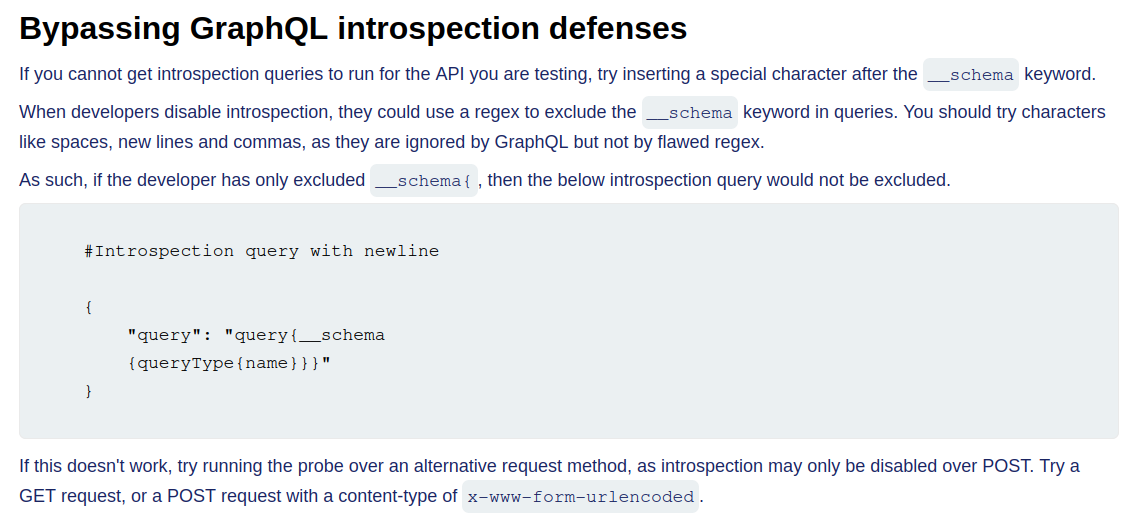 Bypassing GraphQL introspection defenses
If you cannot get introspection queries to run for the API you are testing, try inserting a special character after the __schema keyword.
When developers disable introspection, they could use a regex to exclude the __schema keyword in queries. You should try characters
like spaces, new lines and commas, as they are ignored by GraphQL but not by flawed regex.
As such, if the developer has only excluded __schema{, then the below introspection query would not be excluded.
#Introspection query with newline
{
"query": "query{__schema
{queryType{name}}}"
}
If this doesn't work, try running the probe over an alternative request method, as introspection may only be disabled over POST. Try a
GET request, or a POST request with a content-type of x-www-form-urlencoded.